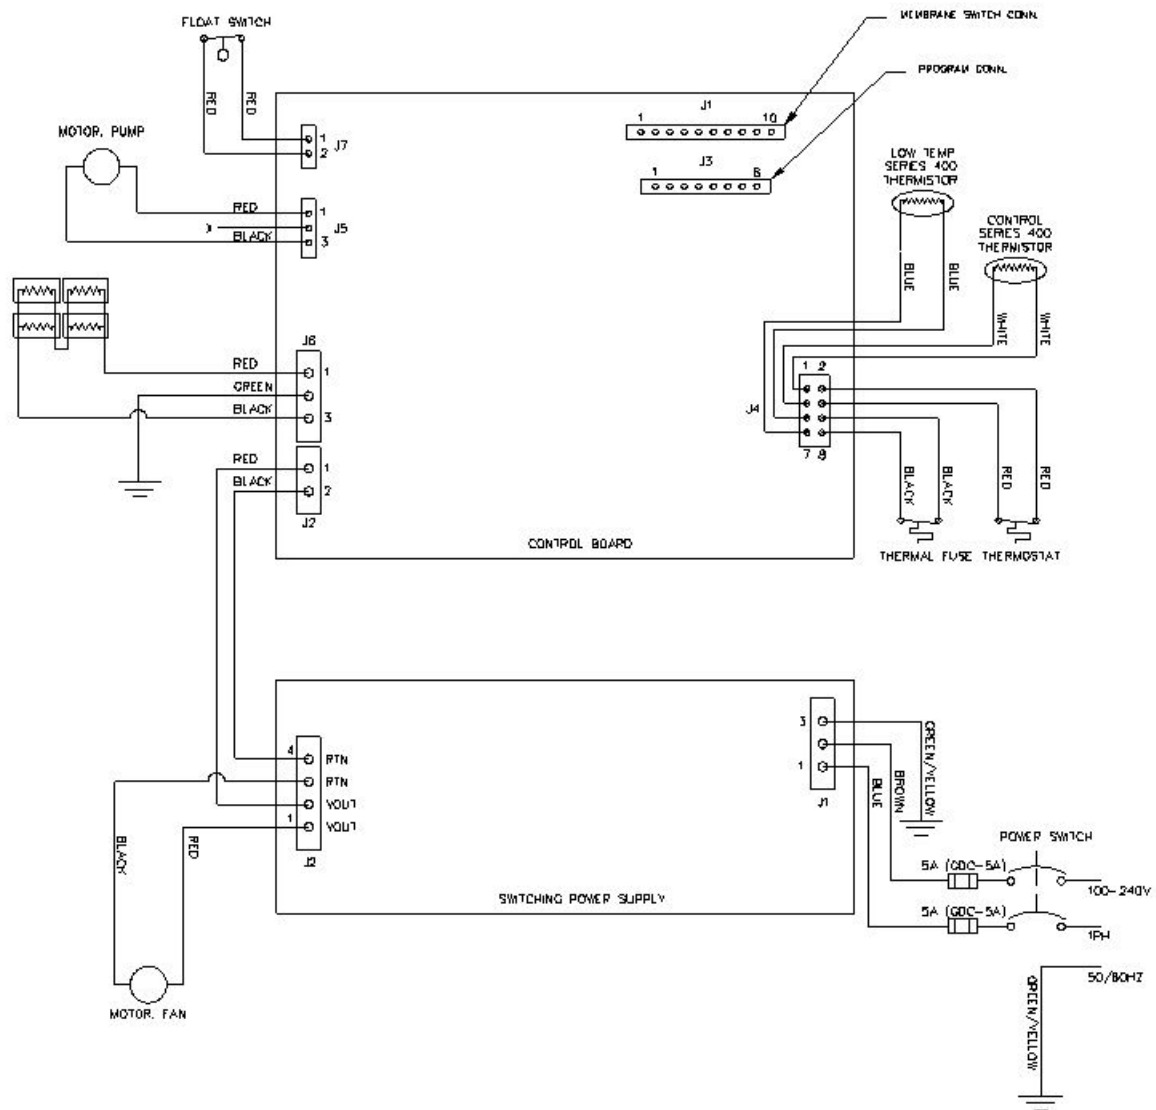 FLOAT SWITCH
MEMBRANE SWITCH CONN.
PROGRAM CONN.
RED
RED
J1
1
10
MOTOR, PUMP
1
2
J7
J3
1
8
LOW TEMP
SERIES 400
THERMISTOR
RED
1
J5
BLACK
3
CONTROL
SERIES 400
THERMISTOR
BLUE
BLUE
WHITE
WHITE
J6
RED
1
GREEN
BLACK
3
1 2
J4
7 8
RED
1
BLACK
2
J2
BLACK
BLACK
RED
RED
CONTROL BOARD
THERMAL FUSE
THERMOSTAT
3
1
J1
GREEN/YELLOW
BROWN
BLUE
4
RTN
RTN
VOUT
1
VOUT
J2
BLACK
RED
POWER SWITCH
5A (GDC-5A)
100-240V
SWITCHING POWER SUPPLY
5A (GDC-5A)
1PH
50/60HZ
GREEN/YELLOW
MOTOR, FAN